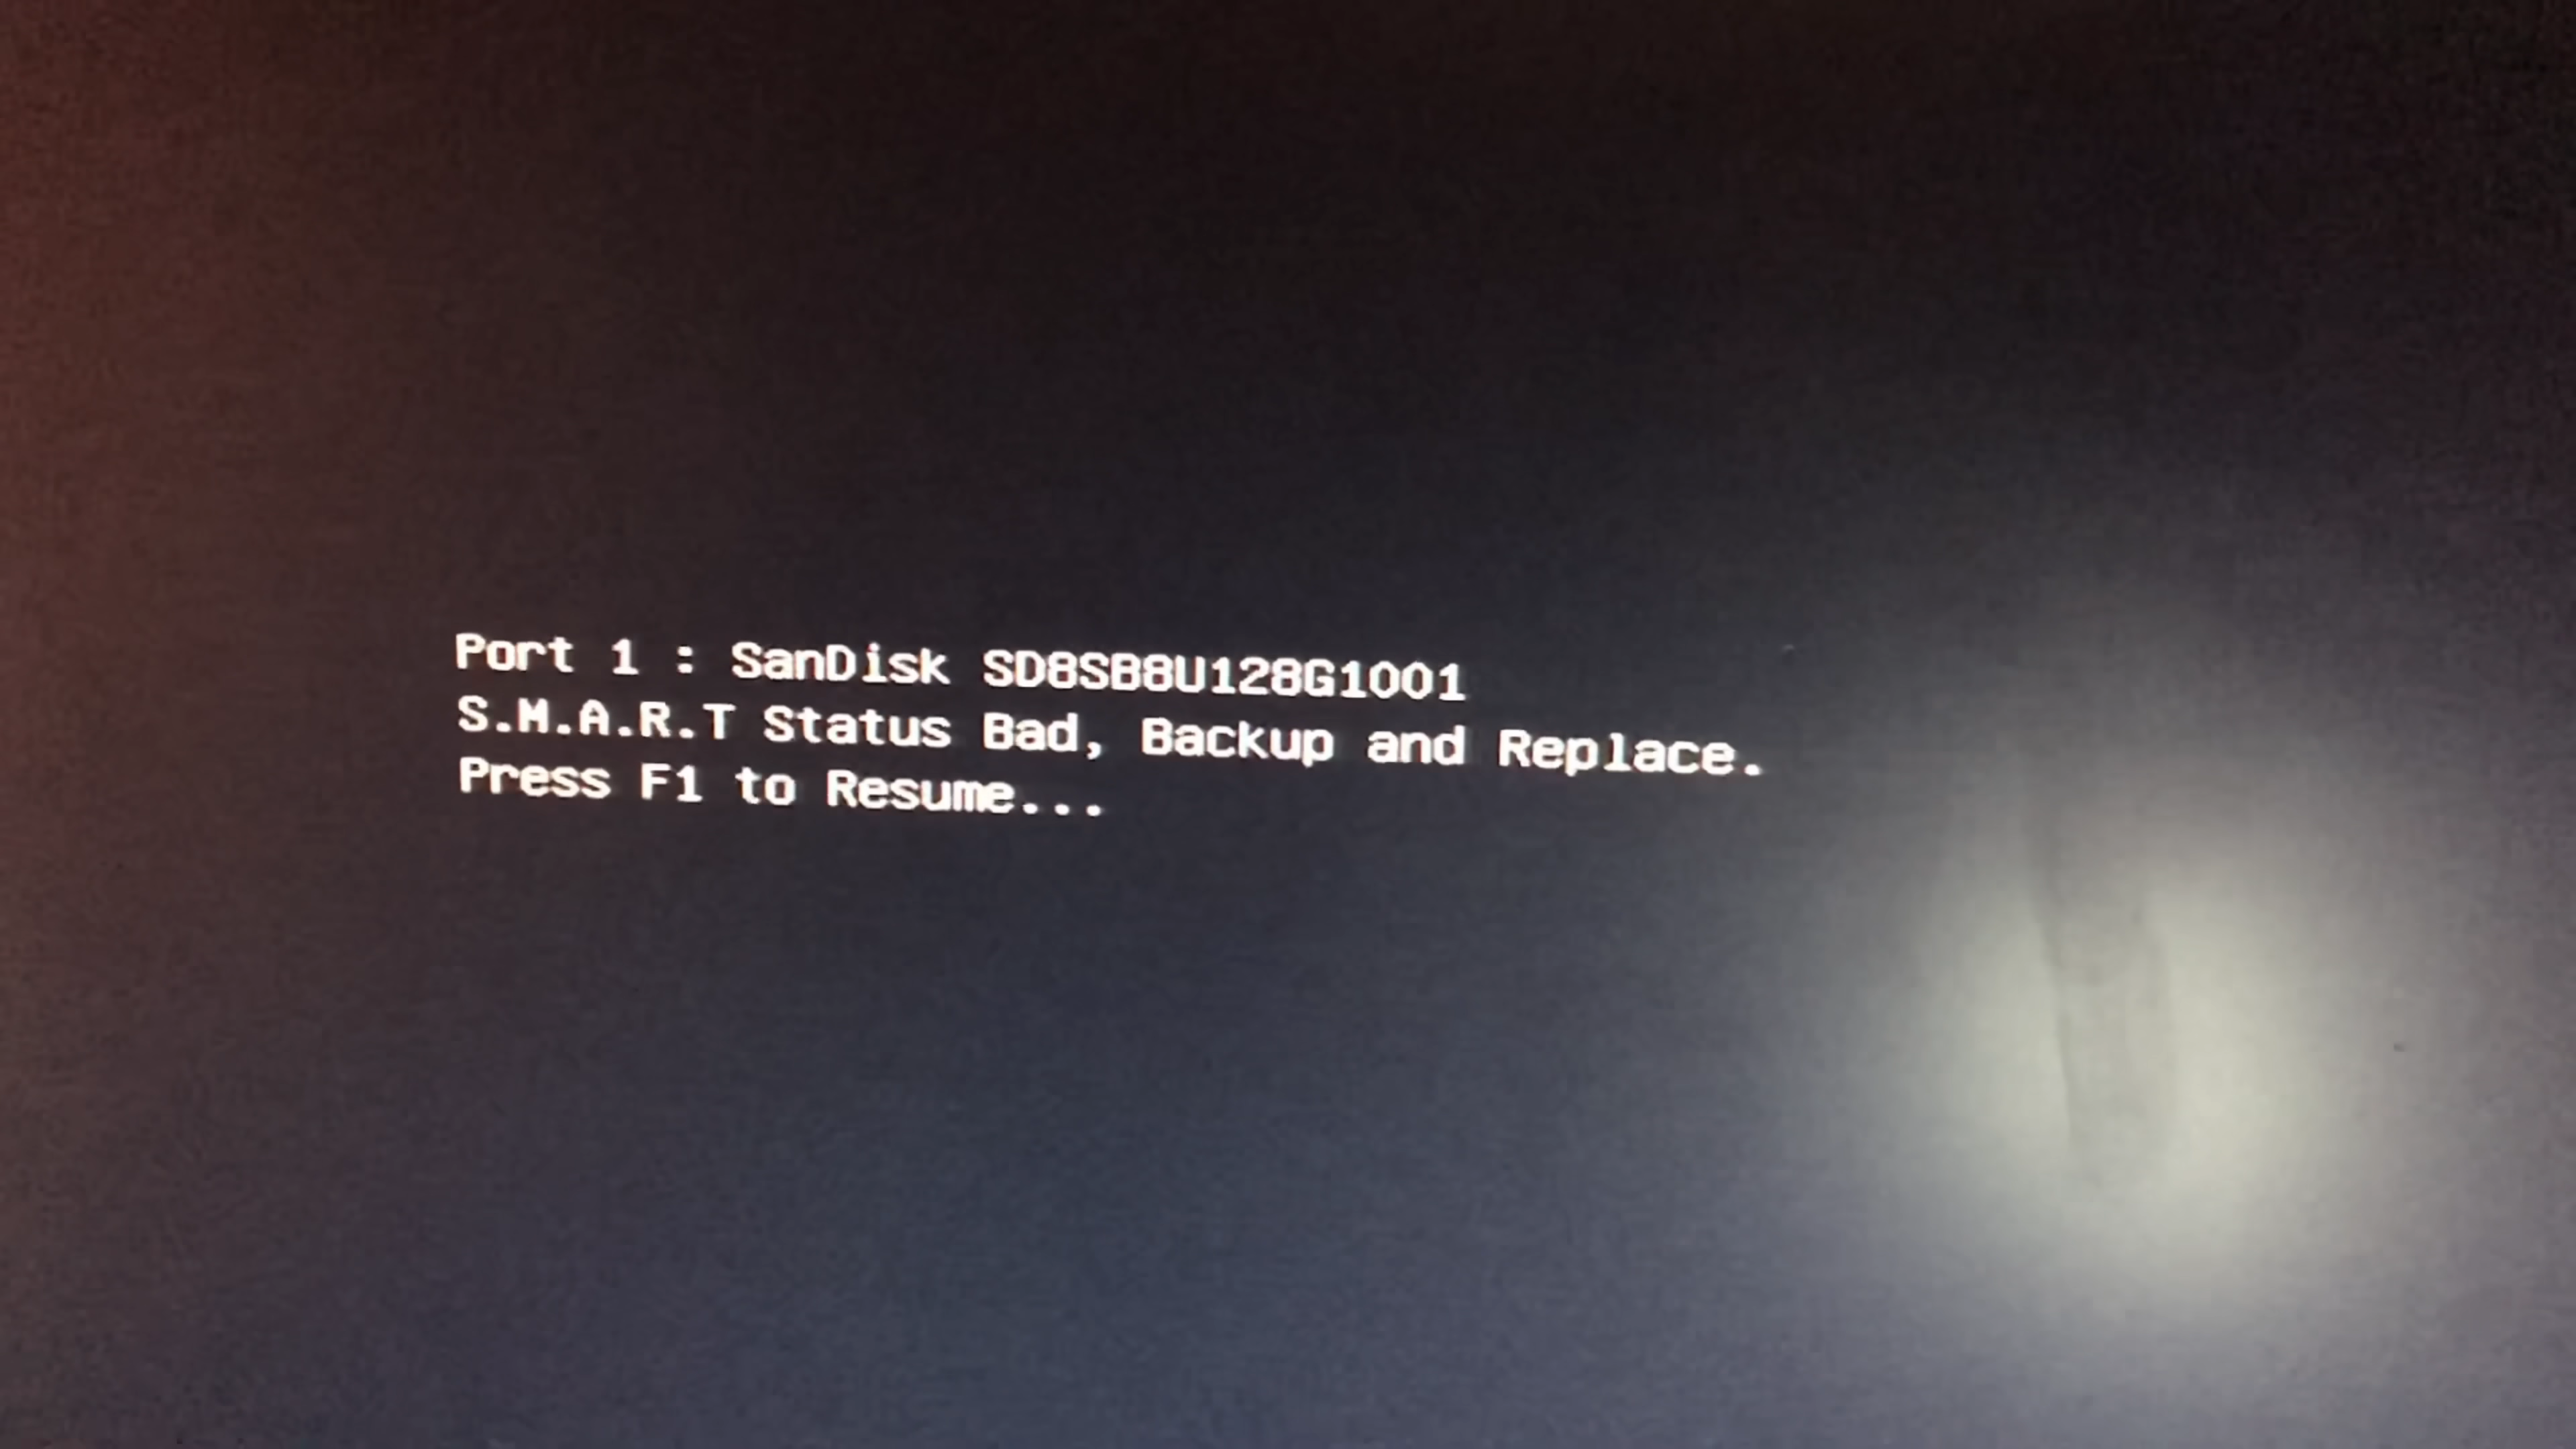 Port 1 : SanDisk SD8SB8U128G1001
S.M.A.R.T Status Bad, Backup and Replace.
Press F1 to Resume...